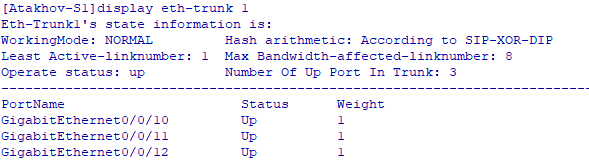 [Atakhov-S1]display eth-trunk 1
Eth-Trunk1's state information is:
WorkingMode: NORMAL         Hash arithmetic: According to SIP-XOR-DIP
Least Active-linknumber: 1  Max Bandwidth-affected-linknumber: 8
Operate status: up          Number Of Up Port In Trunk: 3
--------------------------------------------------------------------------------
PortName                      Status      Weight
GigabitEthernet0/0/10         Up          1
GigabitEthernet0/0/11         Up          1
GigabitEthernet0/0/12         Up          1